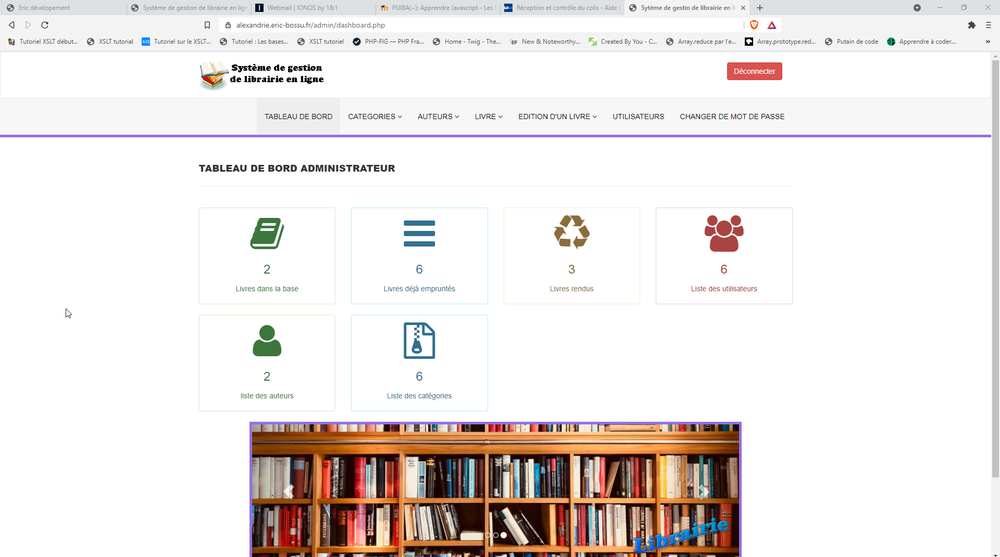 Eric dévelopement
Système de gestion de librairie en lign
Webmail | IONOS by 1&1
PUI8A(~): Apprendre Javascript - Les f
Réception et contrôle du colis - Aide L
Sytème de gestin de librairie en li
alexandrie.eric-bossu.fr/admin/dashboard.php
Tutoriel XSLT début...
XSLT tutorial
AIS
Tutoriel sur le XSLT...
Tutoriel : Les bases...
XSLT tutoriel
PHP-FIG — PHP Fra...
Home - Twig - The...
EF
New & Noteworthy...
Created By You - C...
Array.reduce par l'e...
Array.prototype.red...
Putain de code
Apprendre à coder...
»
Système de gestion
de librairie en ligne
Déconnecter
TABLEAU DE BORD
CATEGORIES
AUTEURS
LIVRE
EDITION D'UN LIVRE
UTILISATEURS
CHANGER DE MOT DE PASSE
TABLEAU DE BORD ADMINISTRATEUR
2
Livres dans la base
6
Livres déjà empruntés
3
Livres rendus
6
Liste des utilisateurs
2
liste des auteurs
6
Liste des catégories
PETERSBURG
CRIMES OF WAR
Librairie